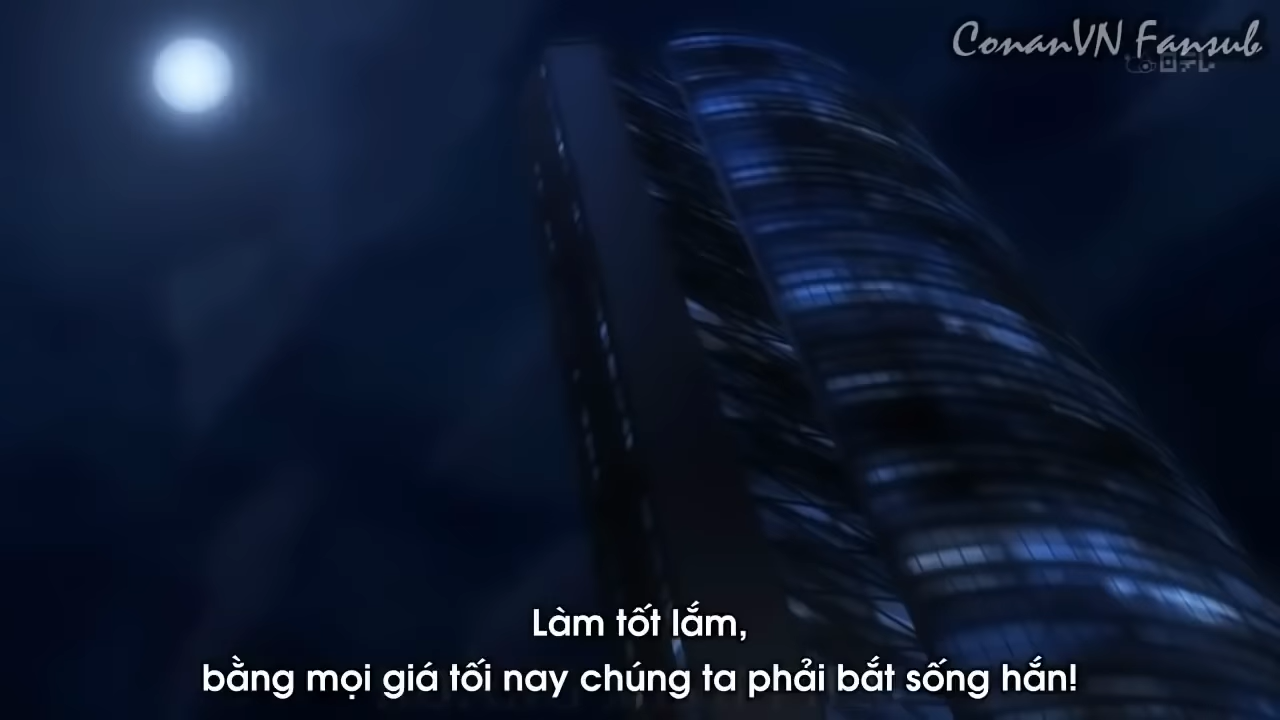 ConanVN Fansub
Làm tốt lắm,
bằng mọi giá tối nay chúng ta phải bắt sống hắn!